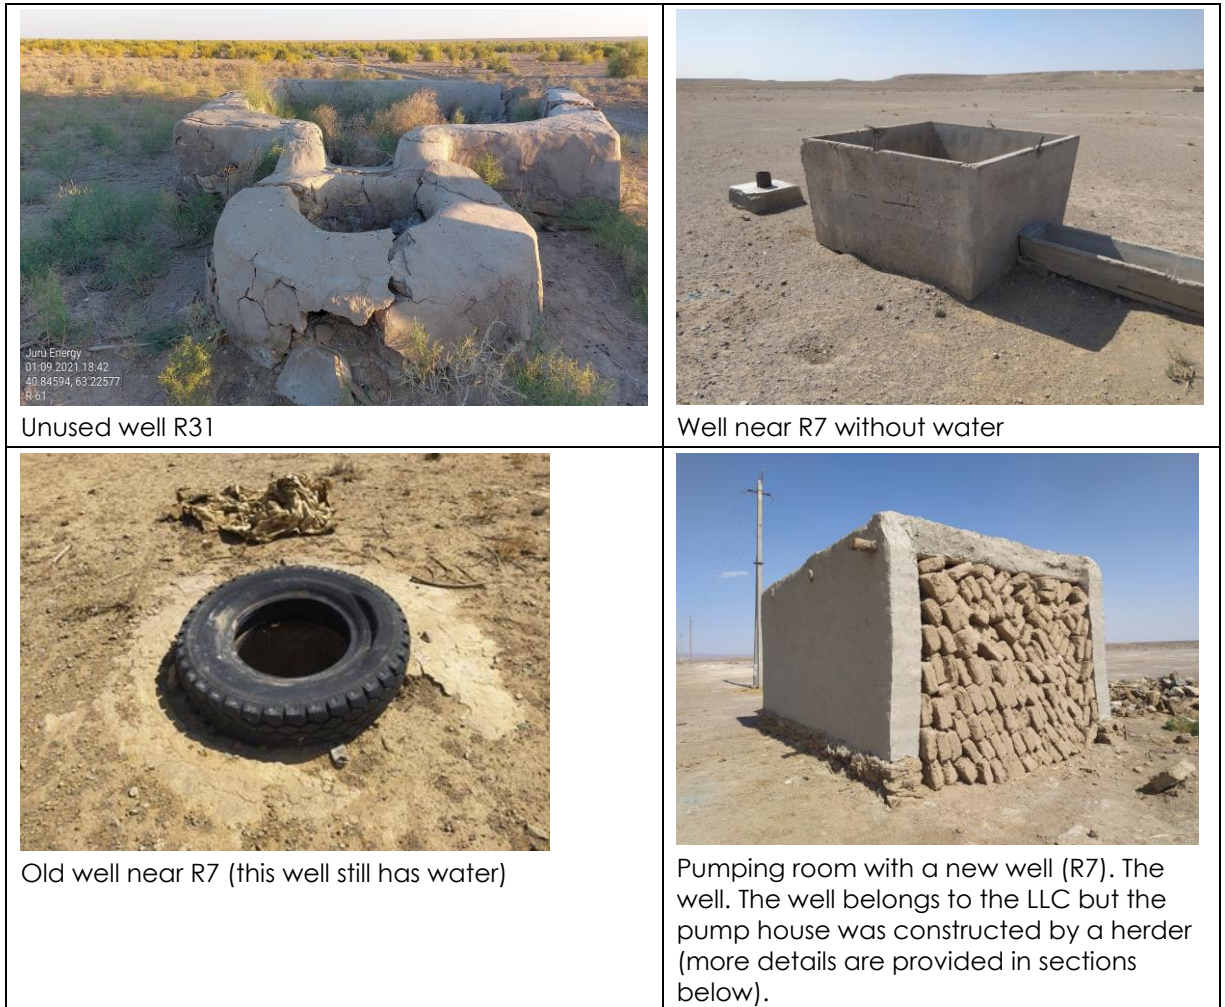 Juru Energy
01.09.2021 18:42
40.84594, 63.22577
R-61
Unused well R31
Well near R7 without water
Old well near R7 (this well still has water)
Pumping room with a new well (R7). The
well. The well belongs to the LLC but the
pump house was constructed by a herder
(more details are provided in sections
below).